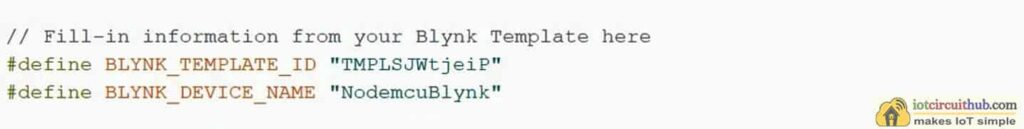 // Fill-in information from your Blynk Template here
#define BLYNK_TEMPLATE_ID "TMPLSJWtjeiP"
#define BLYNK_DEVICE_NAME "NodemcuBlynk"
iotcircuithub.com
makes IoT simple